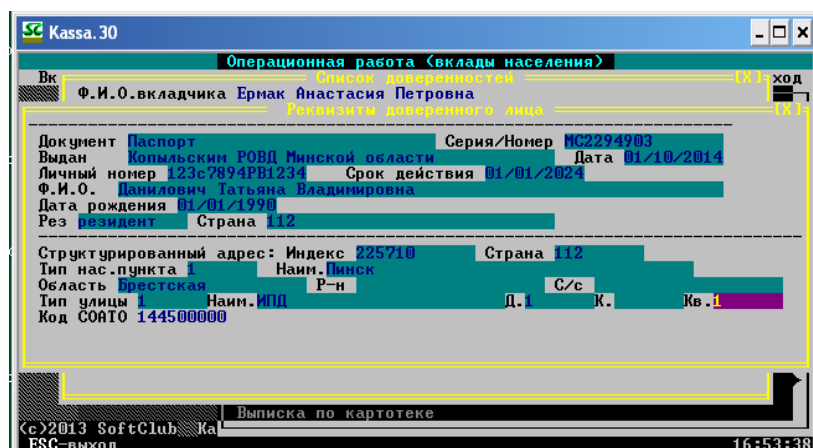 Kassa.30
Операционная работа (вклады населения)
Вк Список доверенностей [X] ход
Ф.И.О.вкладчика Ермак Анастасия Петровна
Реквизиты доверенного лица [X]
Документ Паспорт Серия/Номер МС2294903
Выдан Копыльским РОВД Минской области Дата 01/10/2014
Личный номер 123с7894РВ1234 Срок действия 01/01/2024
Ф.И.О. Данилович Татьяна Владимировна
Дата рождения 01/01/1990
Рез резидент Страна 112
Структурированный адрес: Индекс 225710 Страна 112
Тип нас.пункта 1 Наим.Пинск
Область Брестская Р-н С/с
Тип улицы 1 Наим.ИПД Д.1 К. Кв.1
Код СОАТО 144500000
Выписка по картотеке
(c)2013 SoftClub Ка
ESC-выход 16:53:38